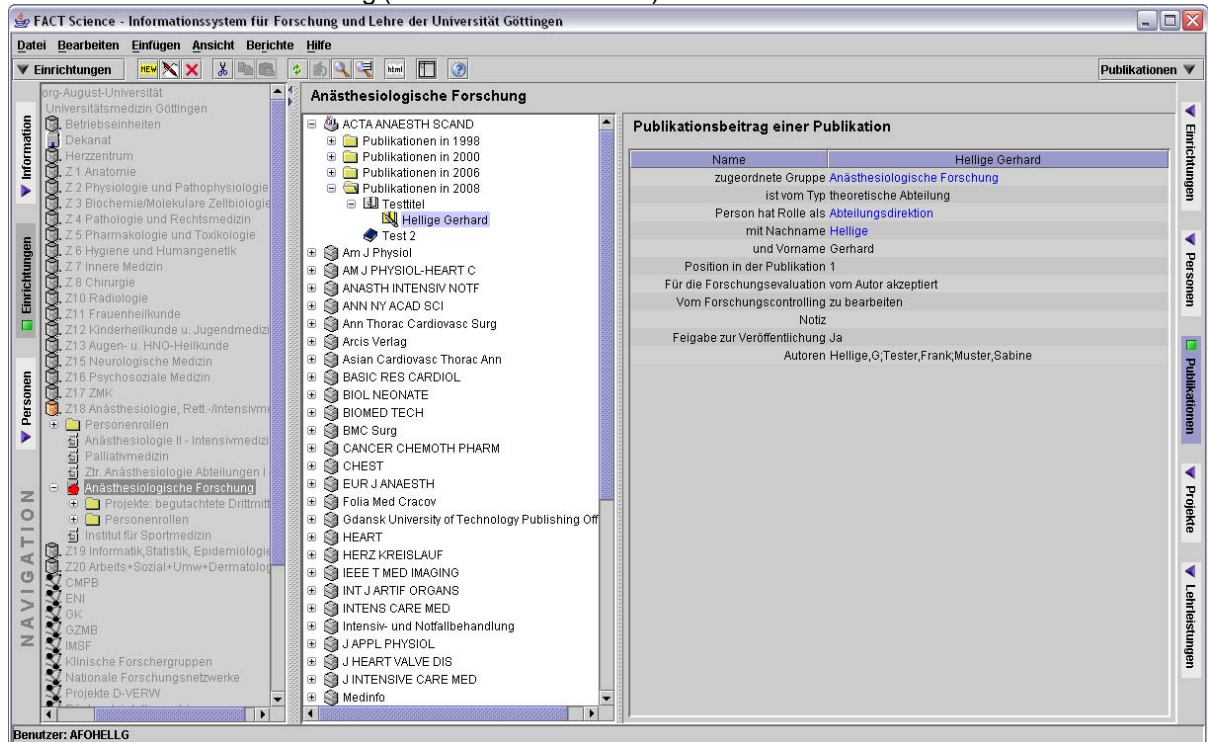 FACT Science - Informationssystem für Forschung und Lehre der Universität Göttingen
Datei Bearbeiten Einfügen Ansicht Berichte Hilfe
Einrichtungen
NEW
html
Publikationen
Information
Einrichtungen
Personen
NAVIGATION
org-August-Universität
Universitätsmedizin Göttingen
Betriebseinheiten
Dekanat
Herzzentrum
Z 1 Anatomie
Z 2 Physiologie und Pathophysiologie
Z 3 Biochemie/Molekulare Zellbiologie
Z 4 Pathologie und Rechtsmedizin
Z 5 Pharmakologie und Toxikologie
Z 6 Hygiene und Humangenetik
Z 7 Innere Medizin
Z 8 Chirurgie
Z10 Radiologie
Z11 Frauenheilkunde
Z12 Kinderheilkunde u. Jugendmedizi
Z13 Augen- u. HNO-Heilkunde
Z15 Neurologische Medizin
Z16 Psychosoziale Medizin
Z17 ZMK
Z18 Anästhesiologie, Rett.-/Intensivme
Personenrollen
Anästhesiologie II - Intensivmedizi
Palliativmedizin
Ztr. Anästhesiologie Abteilungen I
Anästhesiologische Forschung
Projekte: begutachtete Drittmitt
Personenrollen
Institut für Sportmedizin
Z19 Informatik,Statistik, Epidemiologie
Z20 Arbeits+Sozial+Umw+Dermatolog
CMPB
ENI
GK
GZMB
IMSF
Klinische Forschergruppen
Nationale Forschungsnetzwerke
Projekte D-VERW
Anästhesiologische Forschung
ACTA ANAESTH SCAND
Publikationen in 1998
Publikationen in 2000
Publikationen in 2006
Publikationen in 2008
Testtitel
Hellige Gerhard
Test 2
Am J Physiol
AM J PHYSIOL-HEART C
ANASTH INTENSIV NOTF
ANN NY ACAD SCI
Ann Thorac Cardiovasc Surg
Arcis Verlag
Asian Cardiovasc Thorac Ann
BASIC RES CARDIOL
BIOL NEONATE
BIOMED TECH
BMC Surg
CANCER CHEMOTH PHARM
CHEST
EUR J ANAESTH
Folia Med Cracov
Gdansk University of Technology Publishing Off
HEART
HERZ KREISLAUF
IEEE T MED IMAGING
INT J ARTIF ORGANS
INTENS CARE MED
Intensiv- und Notfallbehandlung
J APPL PHYSIOL
J HEART VALVE DIS
J INTENSIVE CARE MED
Medinfo
Publikationsbeitrag einer Publikation
Name Hellige Gerhard
zugeordnete Gruppe Anästhesiologische Forschung
ist vom Typ theoretische Abteilung
Person hat Rolle als Abteilungsdirektion
mit Nachname Hellige
und Vorname Gerhard
Position in der Publikation 1
Für die Forschungsevaluation vom Autor akzeptiert
Vom Forschungscontrolling zu bearbeiten
Notiz
Feigabe zur Veröffentlichung Ja
Autoren Hellige,G;Tester,Frank;Muster,Sabine
Einrichtungen
Personen
Publikationen
Projekte
Lehrleistungen
Benutzer: AFOHELLG